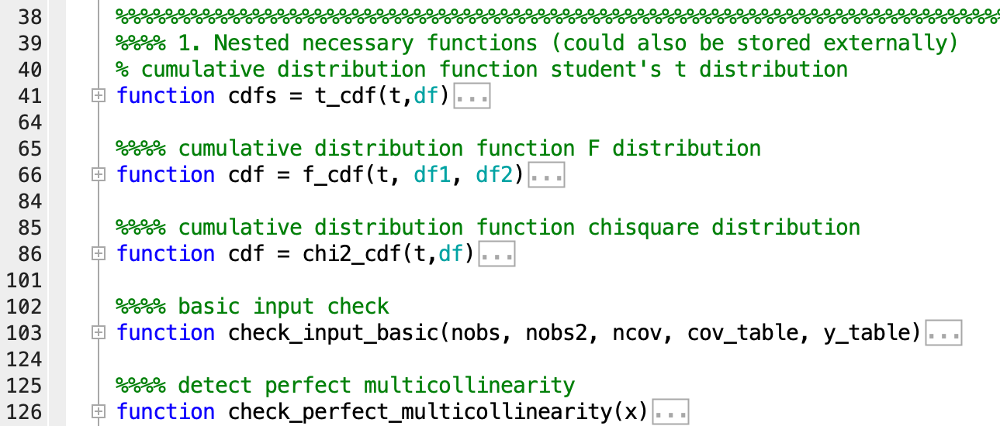 38 %%%%%%%%%%%%%%%%%%%%%%%%%%%%%%%%%%%%%%%%%%%%%%%%%%%%%%%%%%%%%%%%%%%%%%%%%
39 %%%% 1. Nested necessary functions (could also be stored externally)
40 % cumulative distribution function student's t distribution
41 function cdfs = t_cdf(t,df)...
64
65 %%%% cumulative distribution function F distribution
66 function cdf = f_cdf(t, df1, df2)...
84
85 %%%% cumulative distribution function chisquare distribution
86 function cdf = chi2_cdf(t,df)...
101
102 %%%% basic input check
103 function check_input_basic(nobs, nobs2, ncov, cov_table, y_table)...
124
125 %%%% detect perfect multicollinearity
126 function check_perfect_multicollinearity(x)...